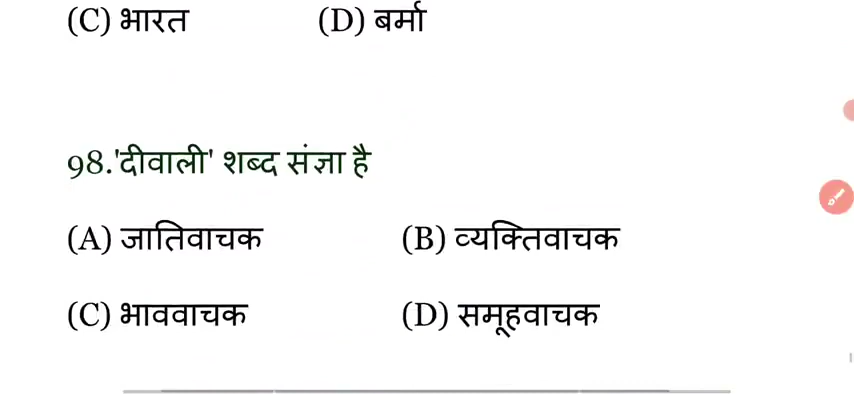 (C) भारत (D) बर्मा
98.'दीवाली' शब्द संज्ञा है
(A) जातिवाचक (B) व्यक्तिवाचक
(C) भाववाचक (D) समूहवाचक